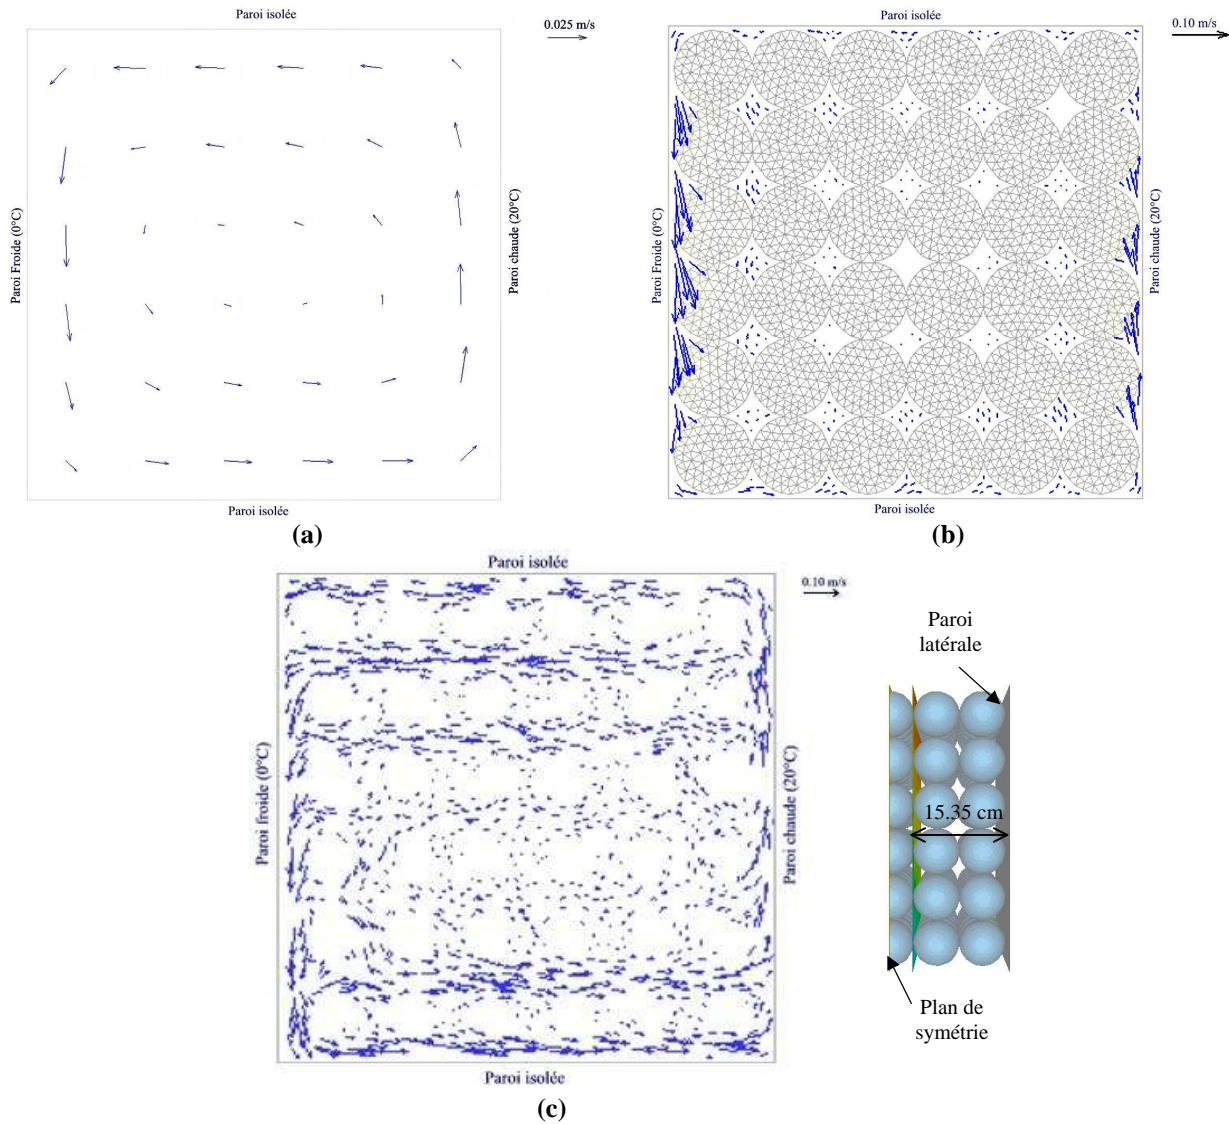 Paroi isolée
0.025 m/s
Paroi Froide (0°C)
Paroi chaude (20°C)
Paroi isolée
(a)
Paroi isolée
0.10 m/s
Paroi Froide (0°C)
Paroi chaude (20°C)
Paroi isolée
(b)
Paroi isolée
0.10 m/s
Paroi froide (0°C)
Paroi chaude (20°C)
Paroi isolée
(c)
Paroi
latérale
15.35 cm
Plan de
symétrie